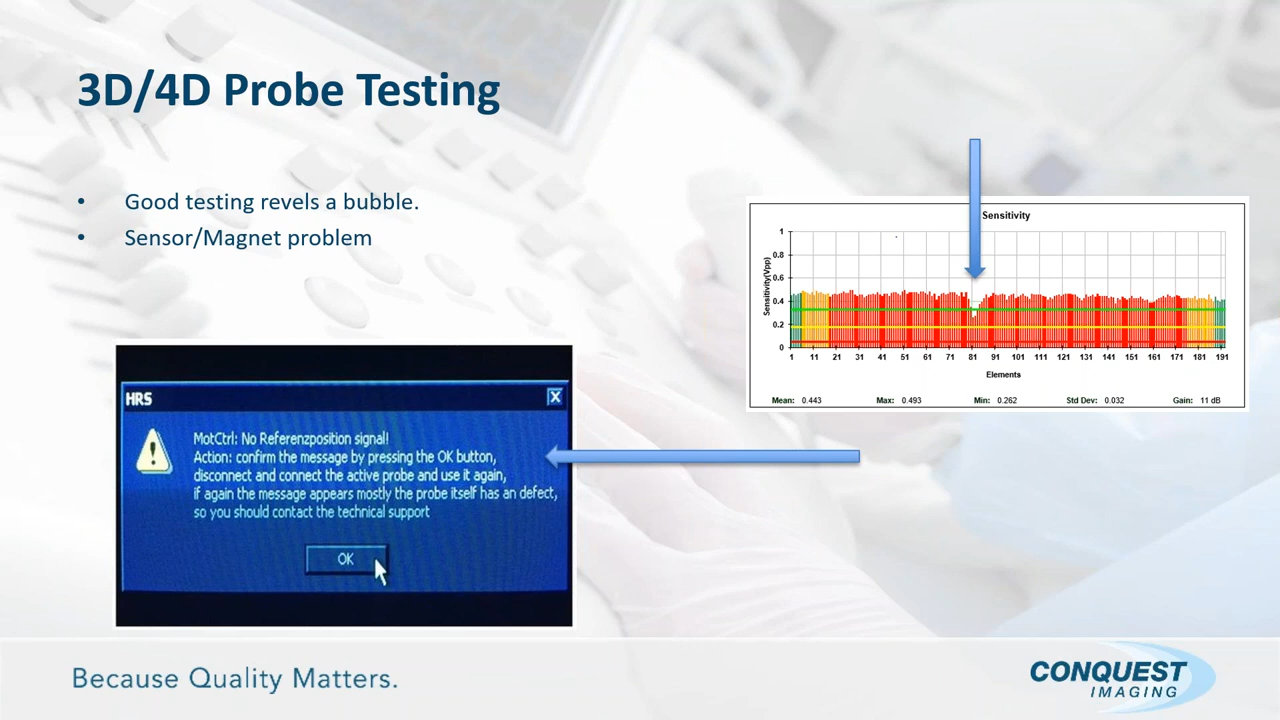 3D/4D Probe Testing
• Good testing revels a bubble.
• Sensor/Magnet problem
Sensitivity
Sensitivity(Vpp)
1
0.8
0.6
0.4
0.2
0
1 11 21 31 41 51 61 71 81 91 101 111 121 131 141 151 161 171 181 191
Elements
Mean: 0.443 Max: 0.493 Min: 0.262 Std Dev: 0.032 Gain: 11 dB
HRS
MotCtrl: No Referenzposition signal!
Action: confirm the message by pressing the OK button,
disconnect and connect the active probe and use it again,
if again the message appears mostly the probe itself has an defect,
so you should contact the technical support
OK
Because Quality Matters.
CONQUEST
IMAGING